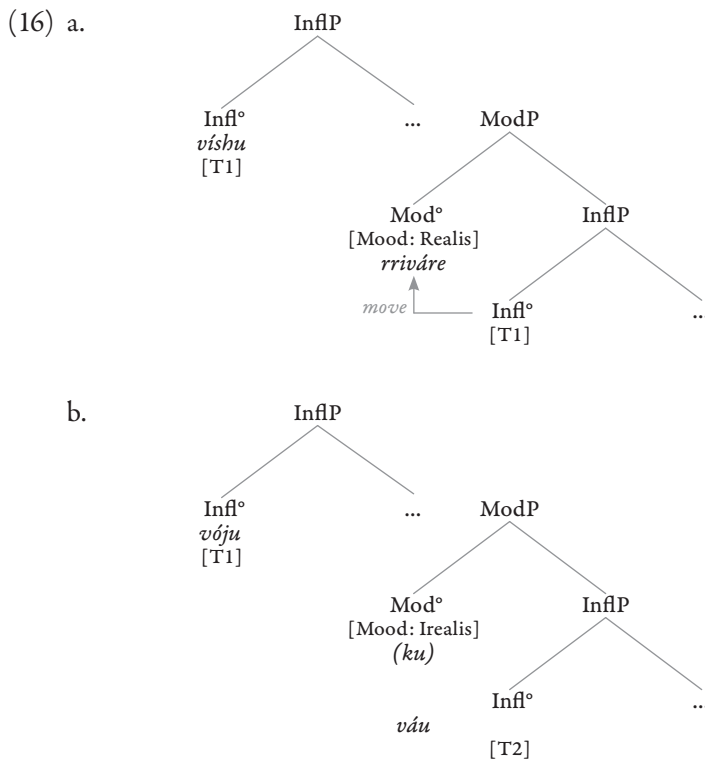 (16) a.
InflP
Infl° ... ModP
víshu
[T1]
Mod° InflP
[Mood: Realis]
rriváre
move Infl° ...
[T1]
b.
InflP
Infl° ... ModP
vóju
[T1]
Mod° InflP
[Mood: Irealis]
(ku)
Infl° ...
váu
[T2]